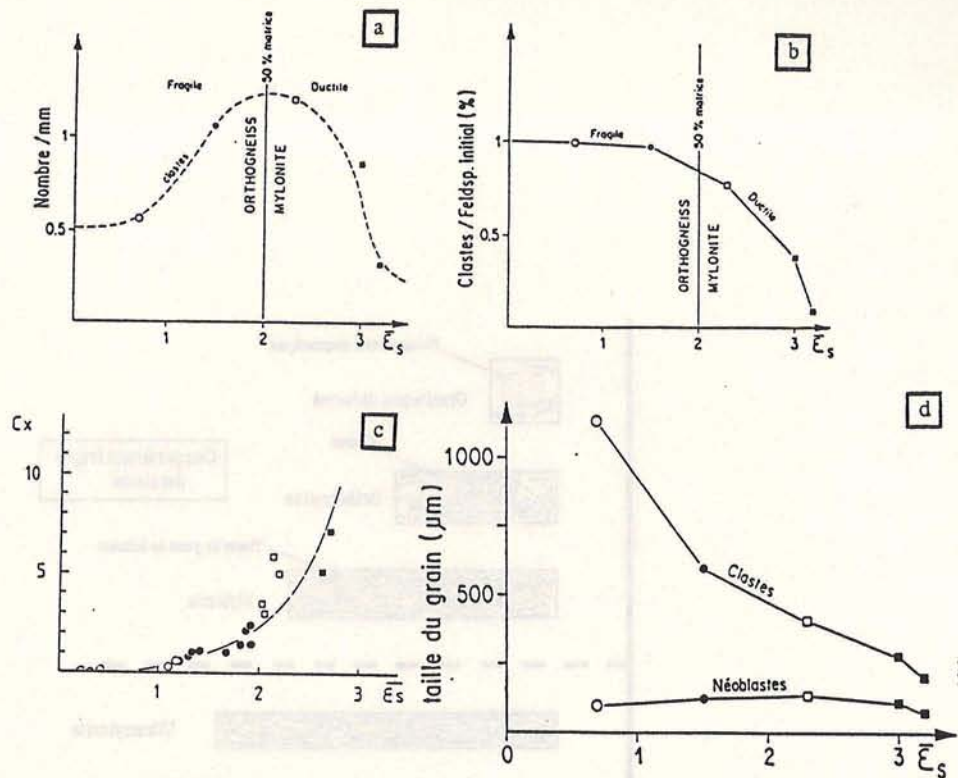 a
Nombre /mm
1
0.5
Fragile
Ductile
clastes
50 % matrice
ORTHOGNEISS
MYLONITE
1
2
3
ε̅s
b
Clastes / Feldsp. Initial (%)
1
0.5
Fragile
Ductile
50 % matrice
ORTHOGNEISS
MYLONITE
1
2
3
ε̅s
c
Cx
10
5
1
2
3
ε̅s
d
taille du grain (µm)
1000
500
Clastes
Néoblastes
0
1
2
3
ε̅s